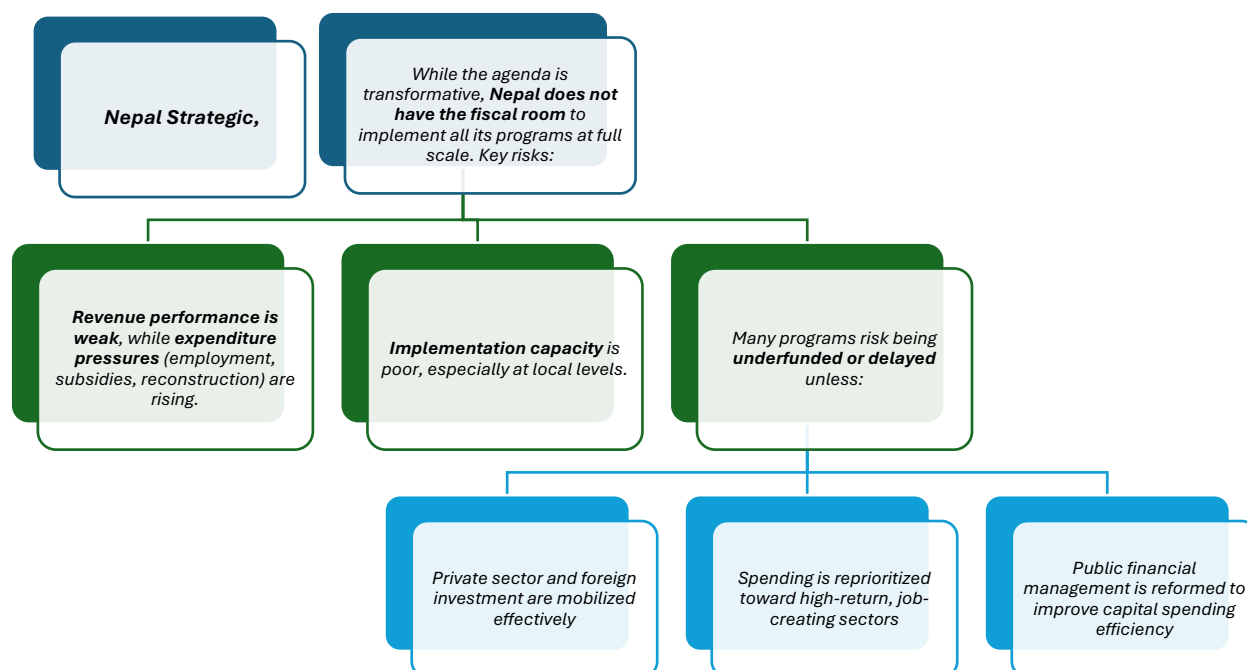 Nepal Strategic,
While the agenda is
transformative, Nepal does not
have the fiscal room to
implement all its programs at full
scale. Key risks:
Revenue performance is
weak, while expenditure
pressures (employment,
subsidies, reconstruction) are
rising.
Implementation capacity is
poor, especially at local levels.
Many programs risk being
underfunded or delayed
unless:
Private sector and foreign
investment are mobilized
effectively
Spending is reprioritized
toward high-return, job-
creating sectors
Public financial
management is reformed to
improve capital spending
efficiency